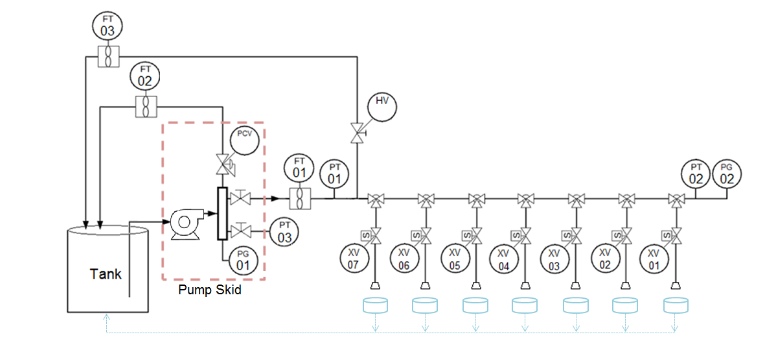 FT
03
FT
02
HV
PCV
FT
01
PT
01
PT
02
PG
02
PT
03
PG
01
Tank
Pump Skid
S
XV
07
S
XV
06
S
XV
05
S
XV
04
S
XV
03
S
XV
02
S
XV
01